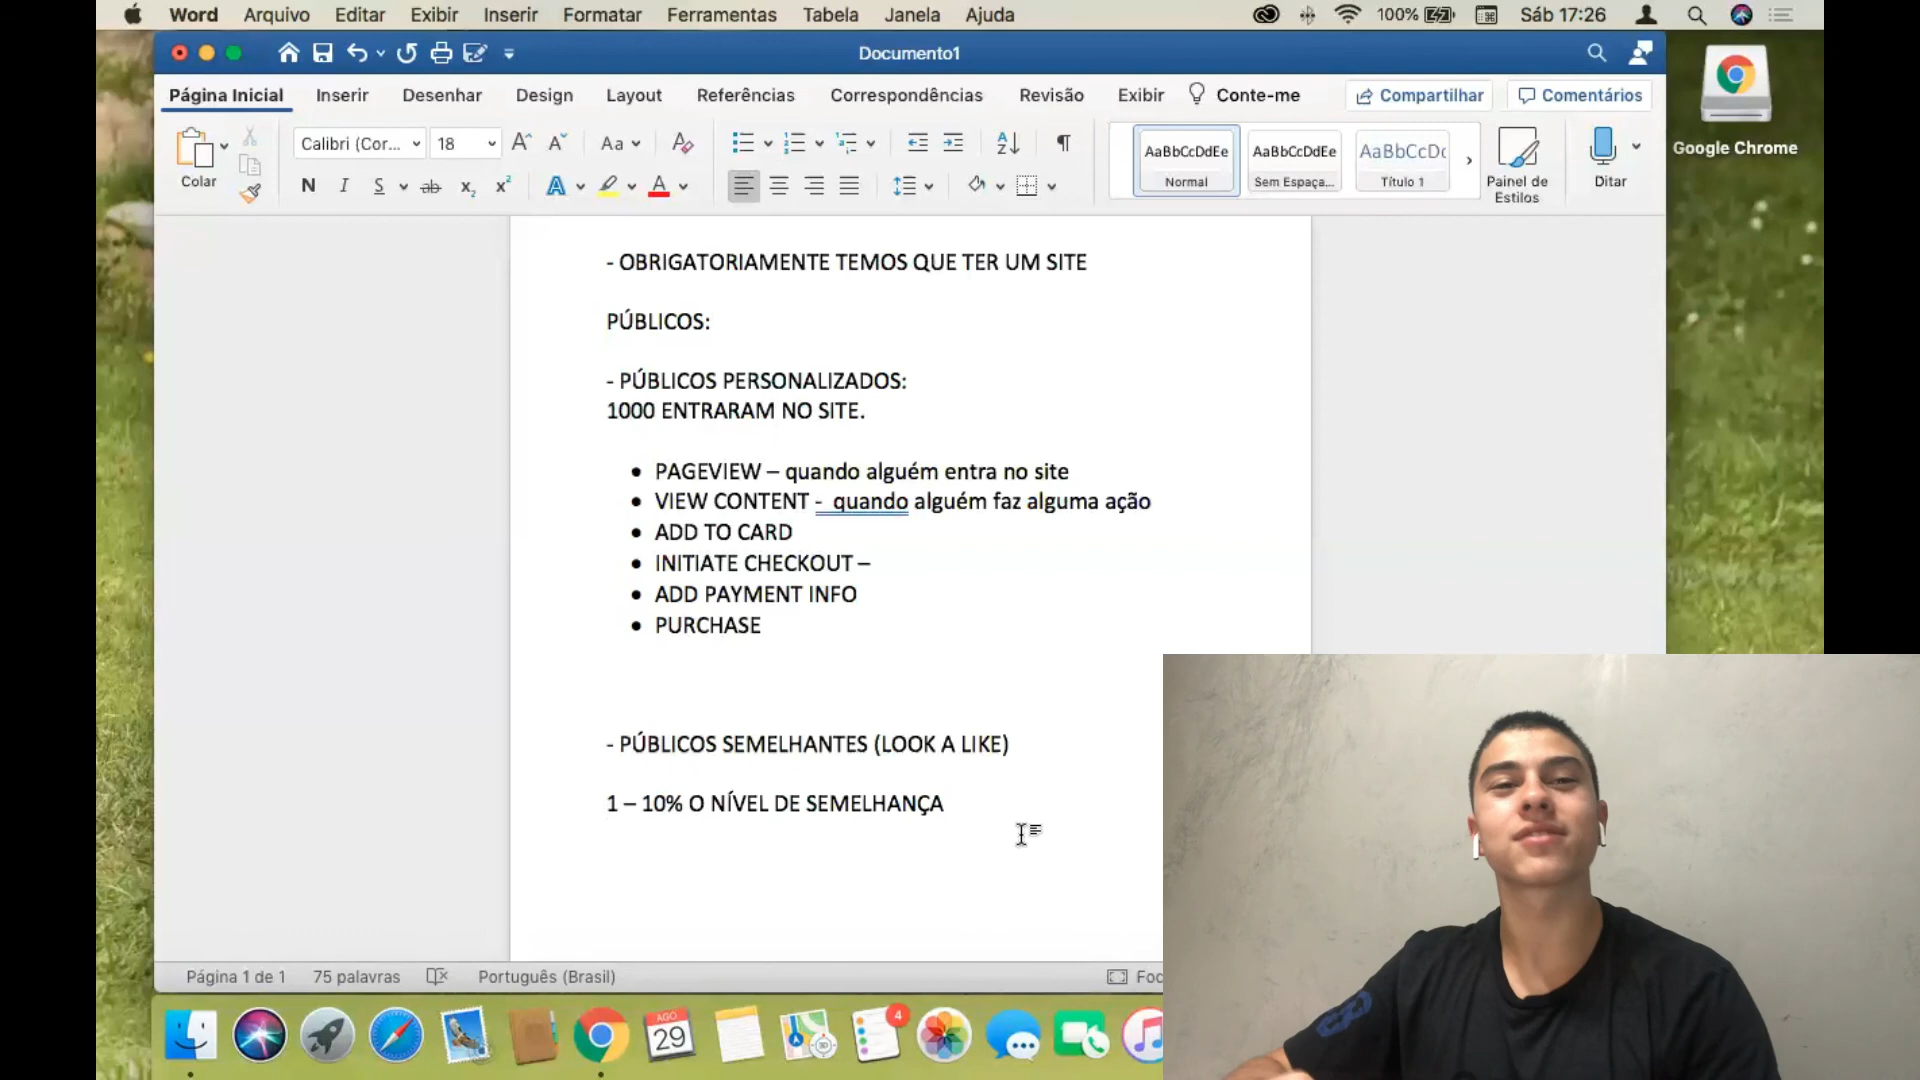 Word Arquivo Editar Exibir Inserir Formatar Ferramentas Tabela Janela Ajuda 100% Sáb 17:26
Documento1
Google Chrome
Página Inicial Inserir Desenhar Design Layout Referências Correspondências Revisão Exibir Conte-me Compartilhar Comentários
Colar Calibri (Cor... 18 Aa AaBbCcDdEe Normal AaBbCcDdEe Sem Espaça... AaBbCcDc Título 1 Painel de Estilos Ditar
N I S ab x₂ x² A A
- OBRIGATORIAMENTE TEMOS QUE TER UM SITE
PÚBLICOS:
- PÚBLICOS PERSONALIZADOS:
1000 ENTRARAM NO SITE.
• PAGEVIEW – quando alguém entra no site
• VIEW CONTENT -  quando alguém faz alguma ação
• ADD TO CARD
• INITIATE CHECKOUT –
• ADD PAYMENT INFO
• PURCHASE
- PÚBLICOS SEMELHANTES (LOOK A LIKE)
1 – 10% O NÍVEL DE SEMELHANÇA
Página 1 de 1 75 palavras Português (Brasil) Foc
AGO
29
4
3D